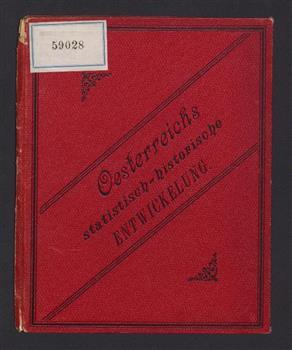 59028
Oesterreichs
statistisch-historische
ENTWICKELUNG.